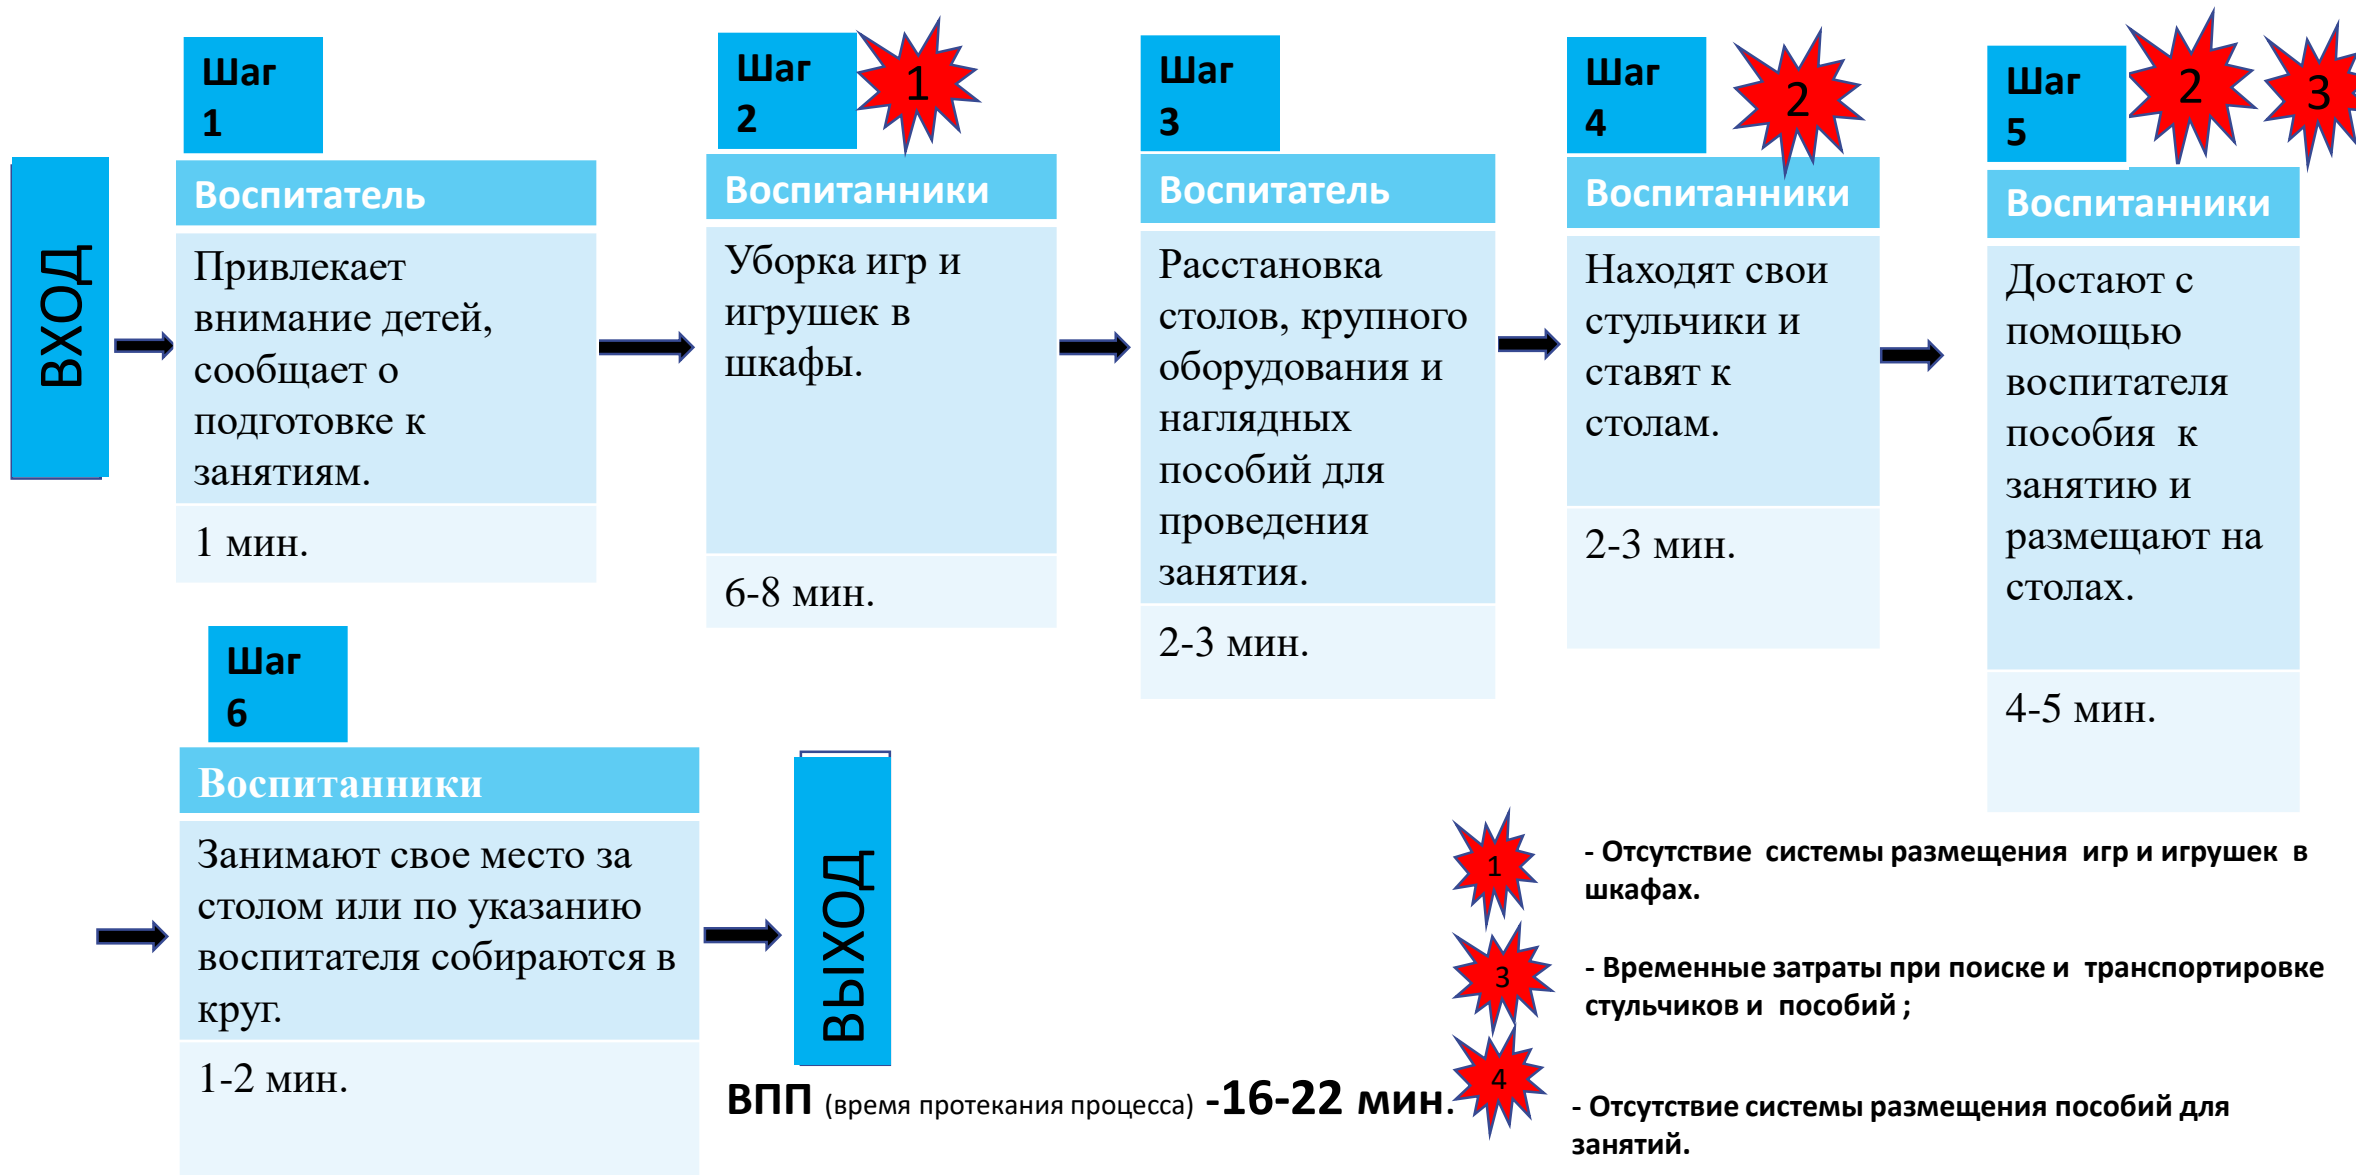 ВХОД
Шаг
1
Воспитатель
Привлекает
внимание детей,
сообщает о
подготовке к
занятиям.
1 мин.
Шаг
2
1
Воспитанники
Уборка игр и
игрушек в
шкафы.
6-8 мин.
Шаг
3
Воспитатель
Расстановка
столов, крупного
оборудования и
наглядных
пособий для
проведения
занятия.
2-3 мин.
Шаг
4
2
Воспитанники
Находят свои
стульчики и
ставят к
столам.
2-3 мин.
Шаг
5
2
3
Воспитанники
Достают с
помощью
воспитателя
пособия к
занятию и
размещают на
столах.
4-5 мин.
Шаг
6
Воспитанники
Занимают свое место за
столом или по указанию
воспитателя собираются в
круг.
1-2 мин.
ВЫХОД
ВПП (время протекания процесса) -16-22 мин.
1
- Отсутствие системы размещения игр и игрушек в
шкафах.
3
- Временные затраты при поиске и транспортировке
стульчиков и пособий ;
4
- Отсутствие системы размещения пособий для
занятий.